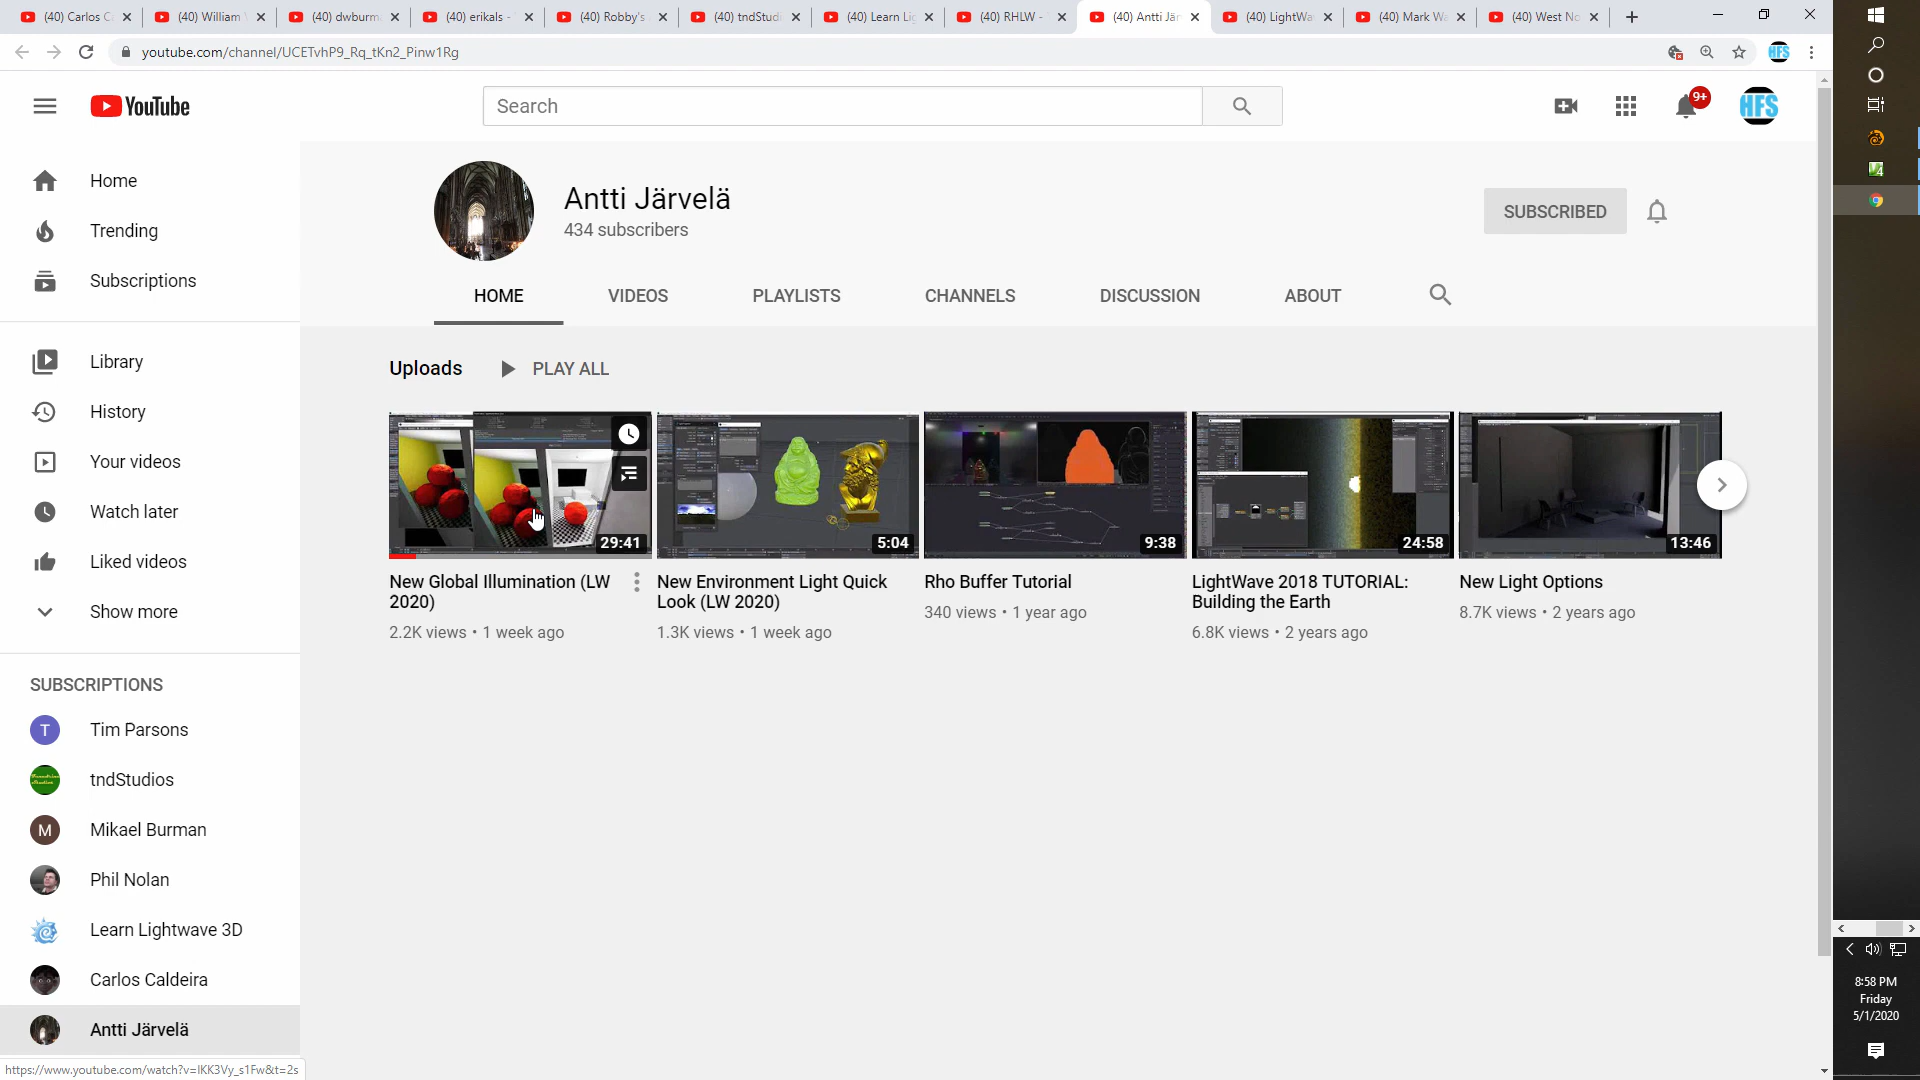 (40) Carlos C
(40) William
(40) dwburm
(40) erikals -
(40) Robby's
(40) tndStudi
(40) Learn Li
(40) RHLW -
(40) Antti Jär
(40) LightWa
(40) Mark W
(40) West No
youtube.com/channel/UCETvhP9_Rq_tKn2_Pinw1Rg
HFS
YouTube
Search
9+
HFS
Home
Trending
Subscriptions
Library
History
Your videos
Watch later
Liked videos
Show more
SUBSCRIPTIONS
T
Tim Parsons
tndStudios
M
Mikael Burman
Phil Nolan
Learn Lightwave 3D
Carlos Caldeira
Antti Järvelä
Antti Järvelä
434 subscribers
SUBSCRIBED
HOME
VIDEOS
PLAYLISTS
CHANNELS
DISCUSSION
ABOUT
Uploads
PLAY ALL
29:41
New Global Illumination (LW
2020)
2.2K views • 1 week ago
5:04
New Environment Light Quick
Look (LW 2020)
1.3K views • 1 week ago
9:38
Rho Buffer Tutorial
340 views • 1 year ago
24:58
LightWave 2018 TUTORIAL:
Building the Earth
6.8K views • 2 years ago
13:46
New Light Options
8.7K views • 2 years ago
https://www.youtube.com/watch?v=IKK3Vy_s1Fw&t=2s
4
8:58 PM
Friday
5/1/2020